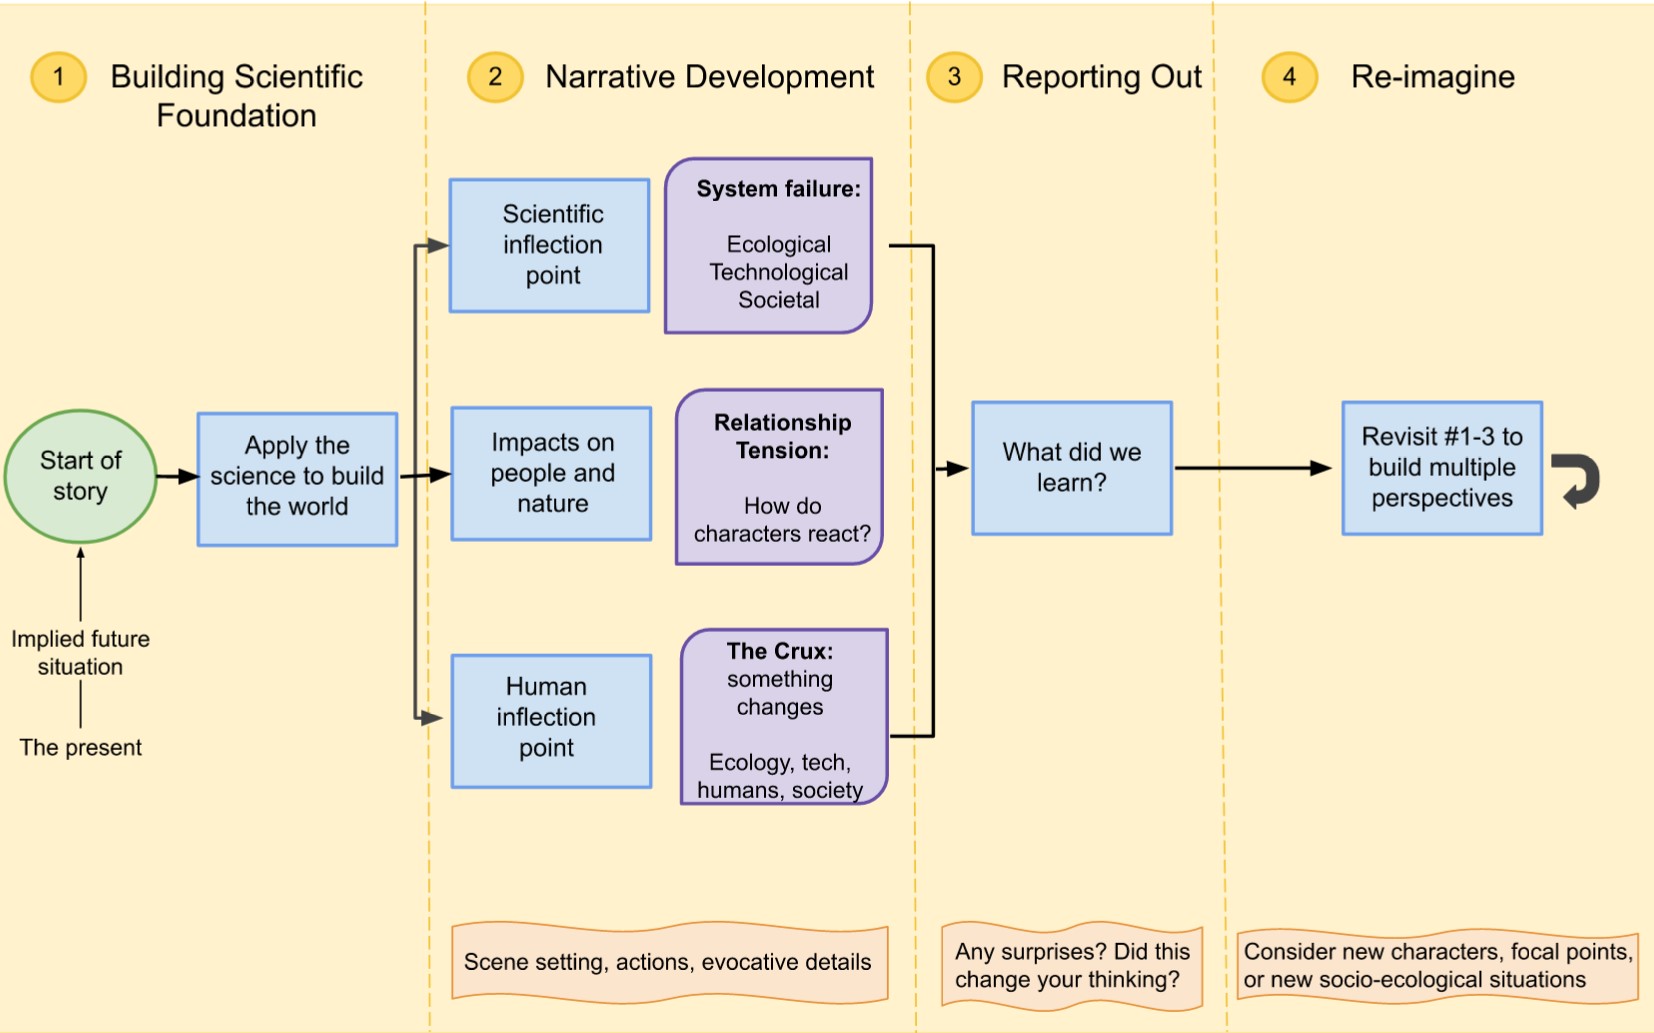 1
Building Scientific
Foundation
2
Narrative Development
3
Reporting Out
4
Re-imagine
Start of
story
Implied future
situation
The present
Apply the
science to build
the world
Scientific
inflection
point
System failure:
Ecological
Technological
Societal
Impacts on
people and
nature
Relationship
Tension:
How do
characters react?
Human
inflection
point
The Crux:
something
changes
Ecology, tech,
humans, society
Scene setting, actions, evocative details
What did we
learn?
Any surprises? Did this
change your thinking?
Revisit #1-3 to
build multiple
perspectives
Consider new characters, focal points,
or new socio-ecological situations